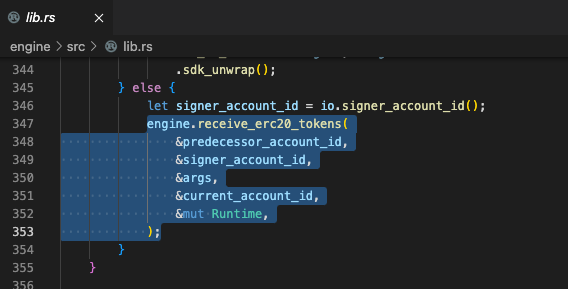 lib.rs ×
engine > src > lib.rs
344 .sdk_unwrap();
345 } else {
346 let signer_account_id = io.signer_account_id();
347 engine.receive_erc20_tokens(
348 &predecessor_account_id,
349 &signer_account_id,
350 &args,
351 &current_account_id,
352 &mut Runtime,
353 );
354 }
355 }
356